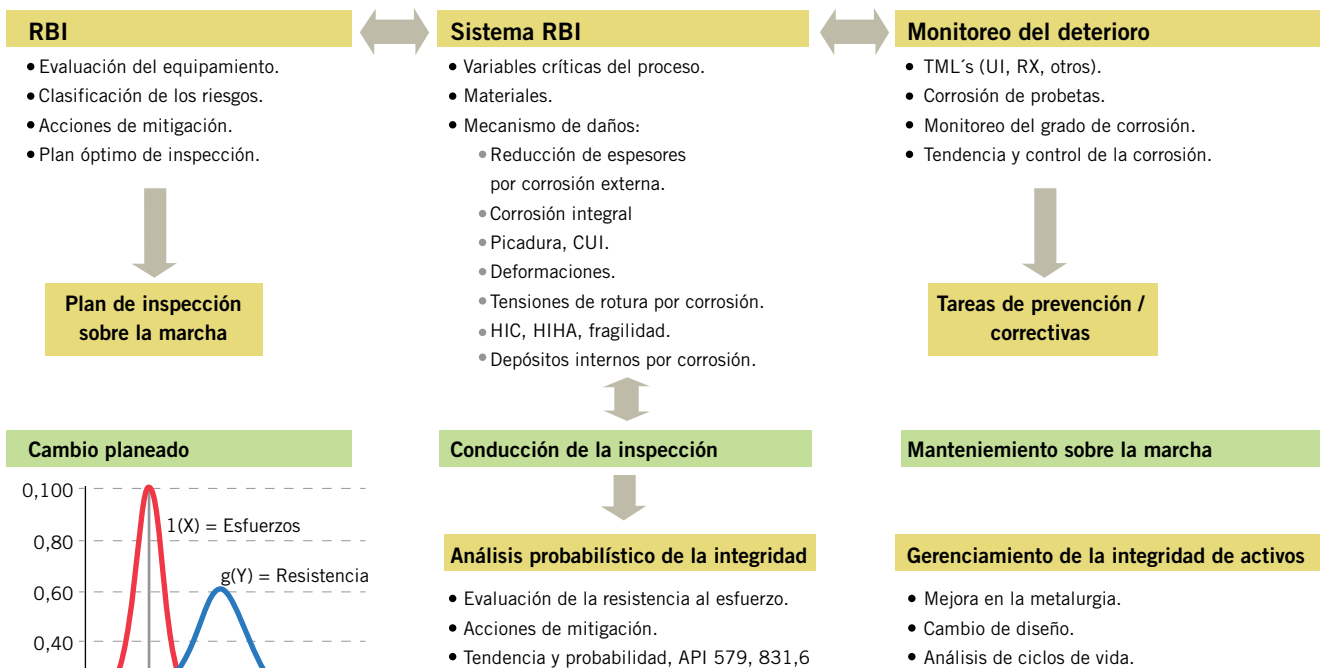 RBI
• Evaluación del equipamiento.
• Clasificación de los riesgos.
• Acciones de mitigación.
• Plan óptimo de inspección.
Plan de inspección
sobre la marcha
Sistema RBI
• Variables críticas del proceso.
• Materiales.
• Mecanismo de daños:
• Reducción de espesores
por corrosión externa.
• Corrosión integral
• Picadura, CUI.
• Deformaciones.
• Tensiones de rotura por corrosión.
• HIC, HIHA, fragilidad.
• Depósitos internos por corrosión.
Monitoreo del deterioro
• TML´s (UI, RX, otros).
• Corrosión de probetas.
• Monitoreo del grado de corrosión.
• Tendencia y control de la corrosión.
Tareas de prevención /
correctivas
Cambio planeado
0,100
1(X) = Esfuerzos
0,80
g(Y) = Resistencia
0,60
0,40
Conducción de la inspección
Análisis probabilístico de la integridad
• Evaluación de la resistencia al esfuerzo.
• Acciones de mitigación.
• Tendencia y probabilidad, API 579, 831,6
Manteniemiento sobre la marcha
Gerenciamiento de la integridad de activos
• Mejora en la metalurgia.
• Cambio de diseño.
• Análisis de ciclos de vida.